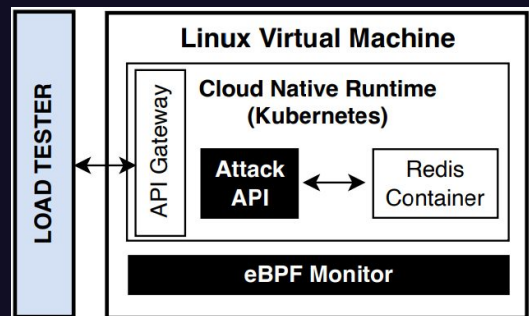 LOAD TESTER
Linux Virtual Machine
API Gateway
Cloud Native Runtime
(Kubernetes)
Attack
API
Redis
Container
eBPF Monitor